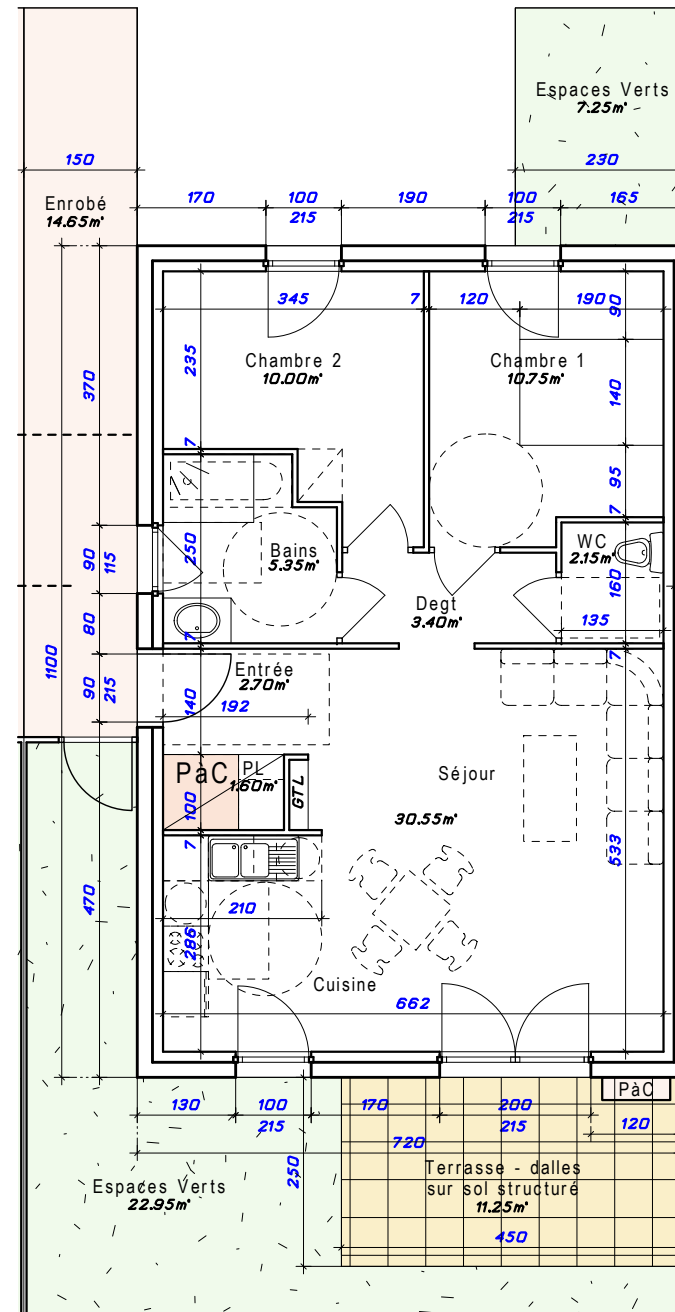 Espaces Verts
7.25m²
150
230
Enrobé
14.65m²
170
100
190
100
165
215
215
345
7
120
190
90
Chambre 2
10.00m²
Chambre 1
10.75m²
235
370
140
7
95
7
WC
2.15m²
250
Bains
5.35m²
90
115
160
Degt
3.40m²
135
80
7
7
1100
Entrée
2.70m²
90
215
140
192
PàC
PL
1.60m²
GTL
Séjour
100
30.55m²
7
533
470
210
286
Cuisine
662
PàC
130
100
170
200
120
215
215
720
250
Terrasse - dalles
sur sol structuré
11.25m²
Espaces Verts
22.95m²
450